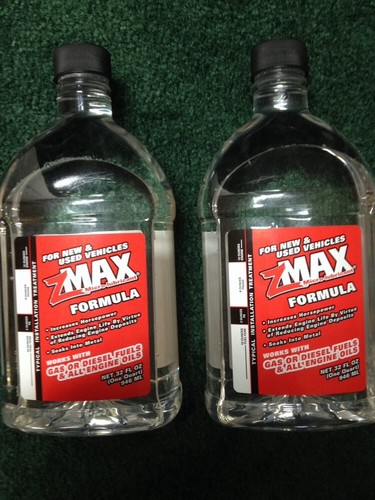 FOR NEW &
USED VEHICLES
zMAX
Micro-lubricant
FORMULA
• Increases Horsepower
• Extends Engine Life By Virtue
of Reducing Engine Deposits
• Soaks Into Metal
WORKS WITH
GAS OR DIESEL FUELS
& ALL ENGINE OILS
NET.32 FL OZ
(One Quart)
946 ML
TYPICAL INSTALLATION TREATMENT
FOR NEW &
USED VEHICLES
zMAX
Micro-lubricant
FORMULA
• Increases Horsepower
• Extends Engine Life By Virtue
of Reducing Engine Deposits
• Soaks Into Metal
WORKS WITH
GAS OR DIESEL FUELS
& ALL ENGINE OILS
NET.32 FL OZ
(One Quart)
946 ML
TYPICAL INSTALLATION TREATMENT